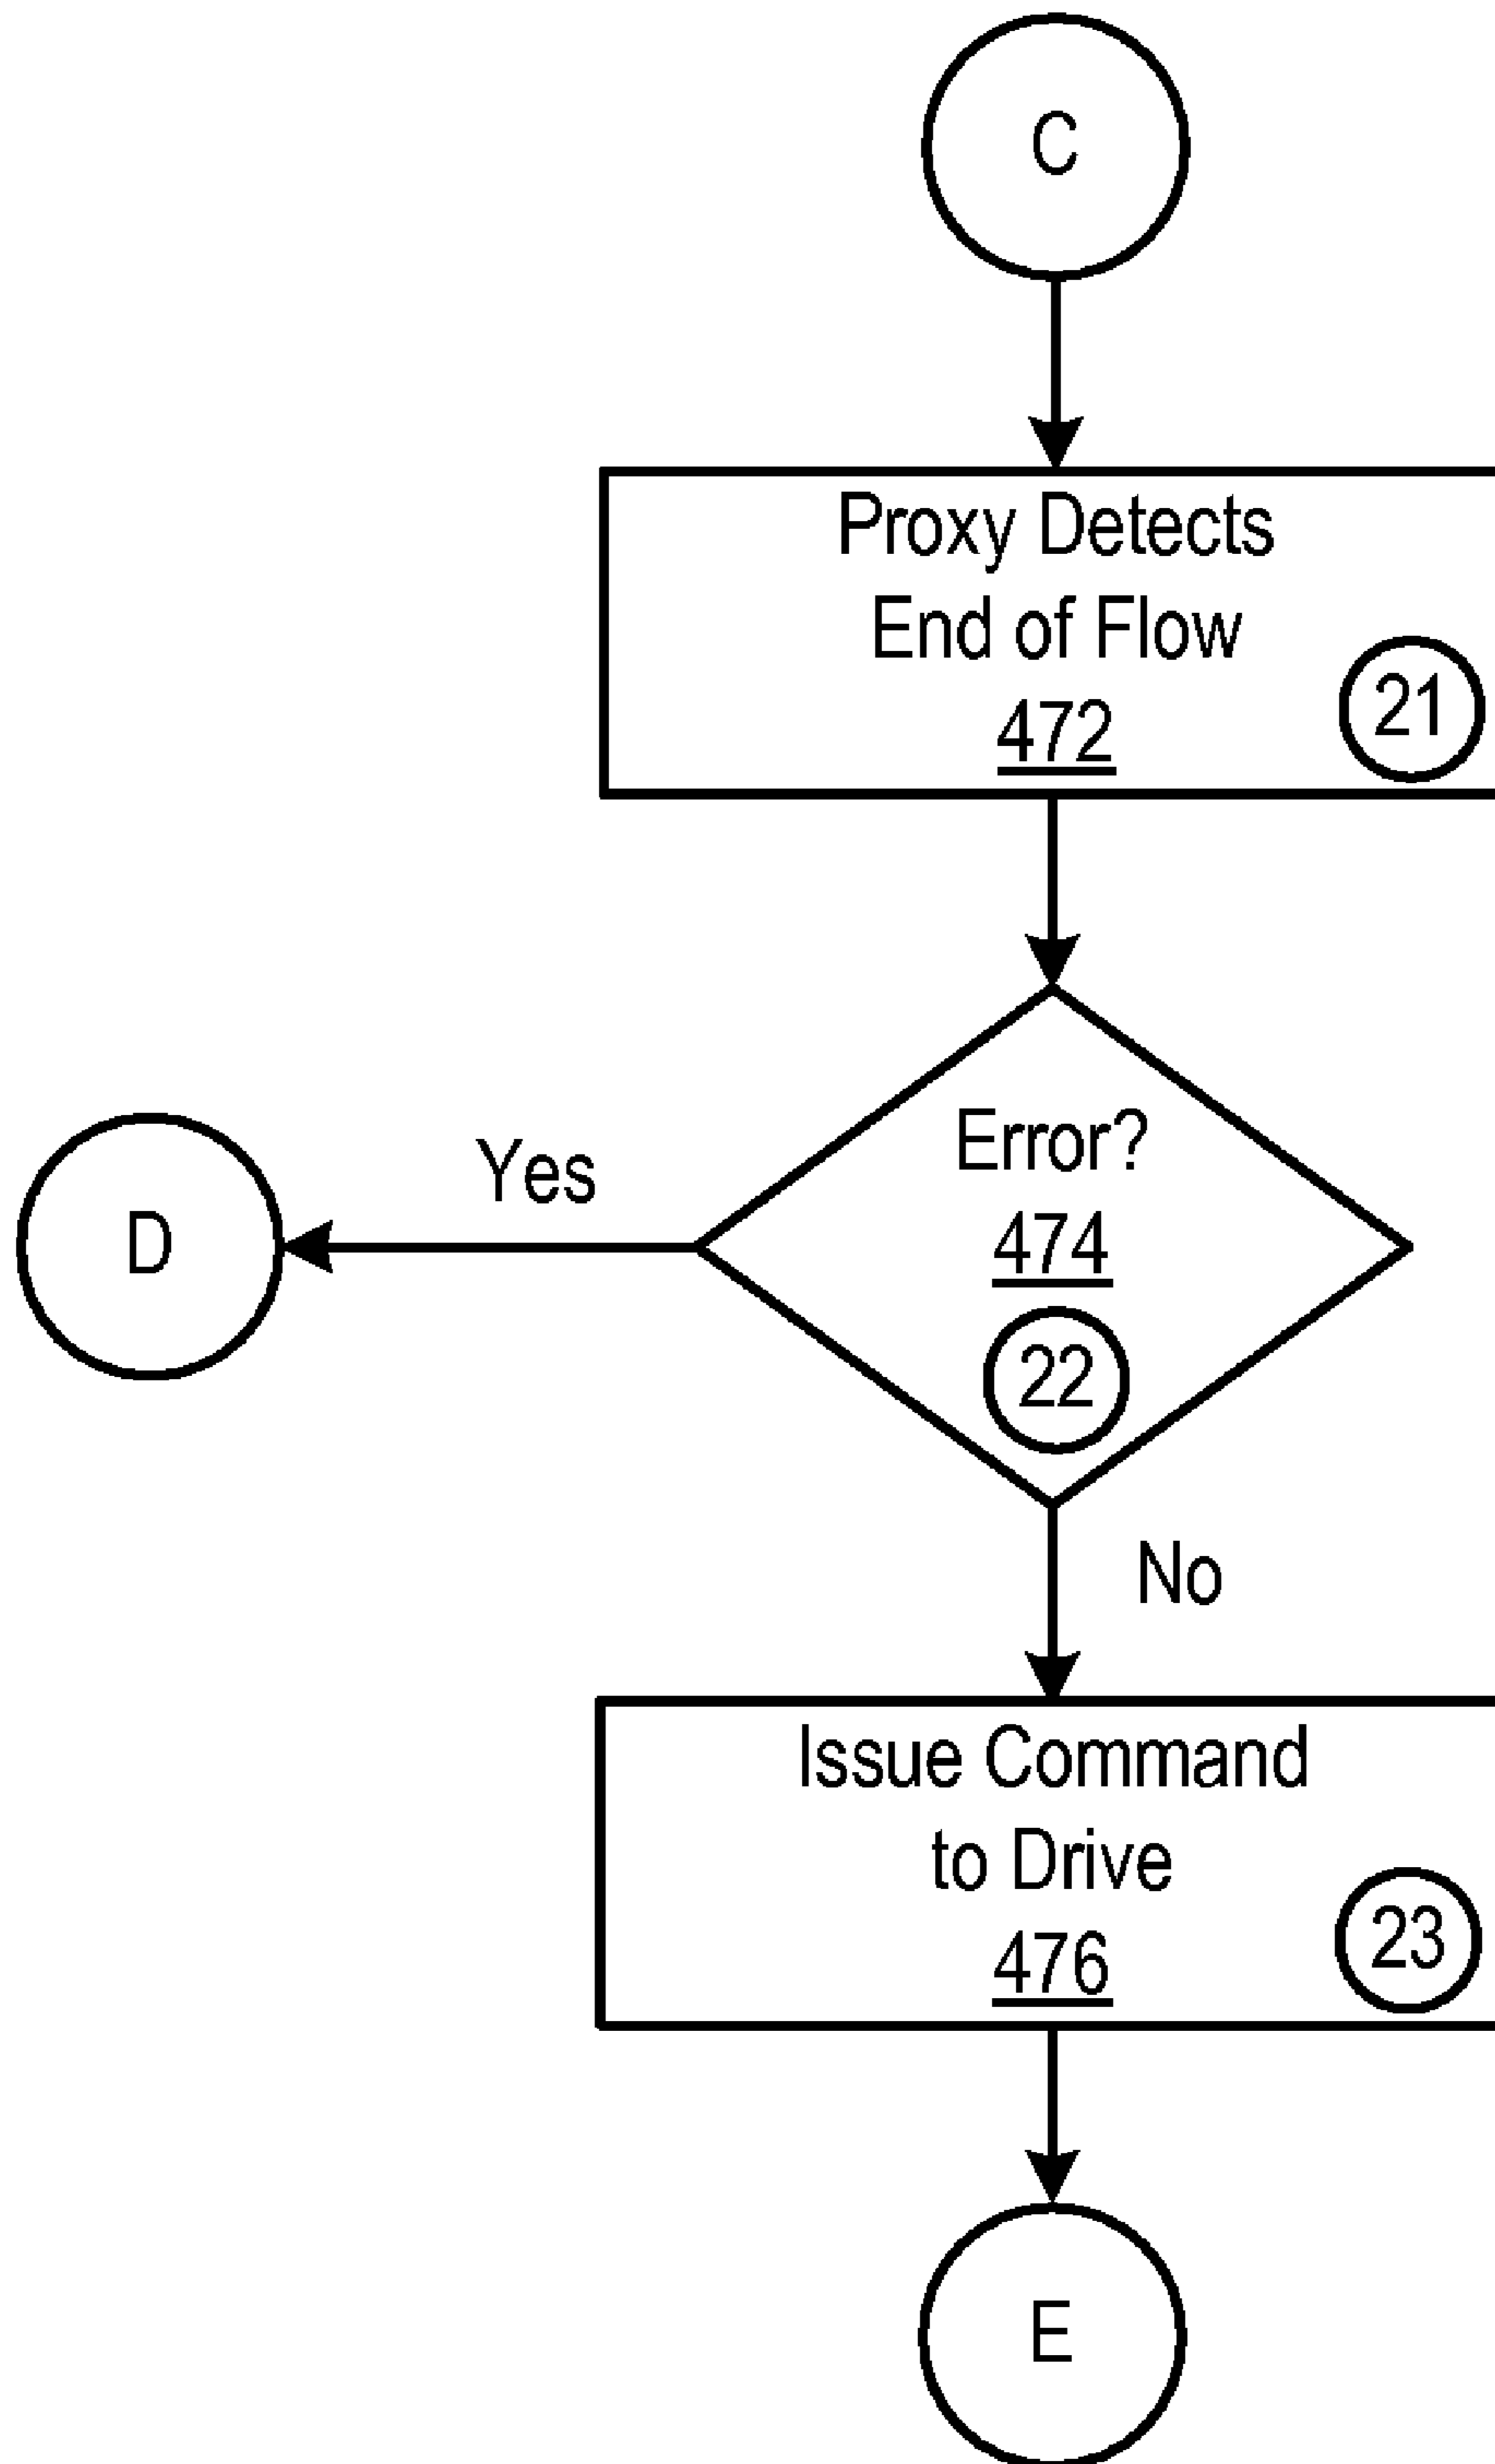 C
Proxy Detects
End of Flow
472
21
Yes
D
Error?
474
22
No
Issue Command
to Drive
476
23
E